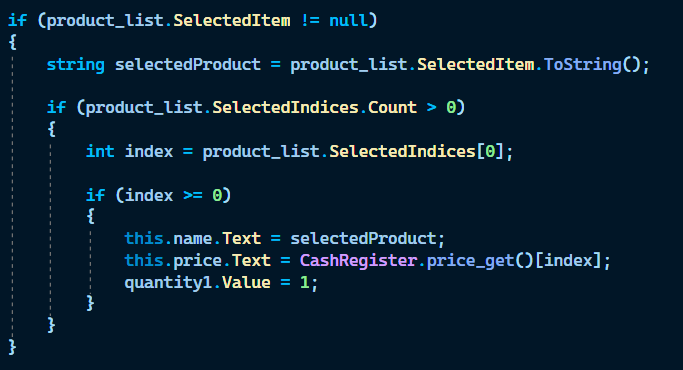 if (product_list.SelectedItem != null)
{
string selectedProduct = product_list.SelectedItem.ToString();
if (product_list.SelectedIndices.Count > 0)
{
int index = product_list.SelectedIndices[0];
if (index >= 0)
{
this.name.Text = selectedProduct;
this.price.Text = CashRegister.price_get()[index];
quantity1.Value = 1;
}
}
}